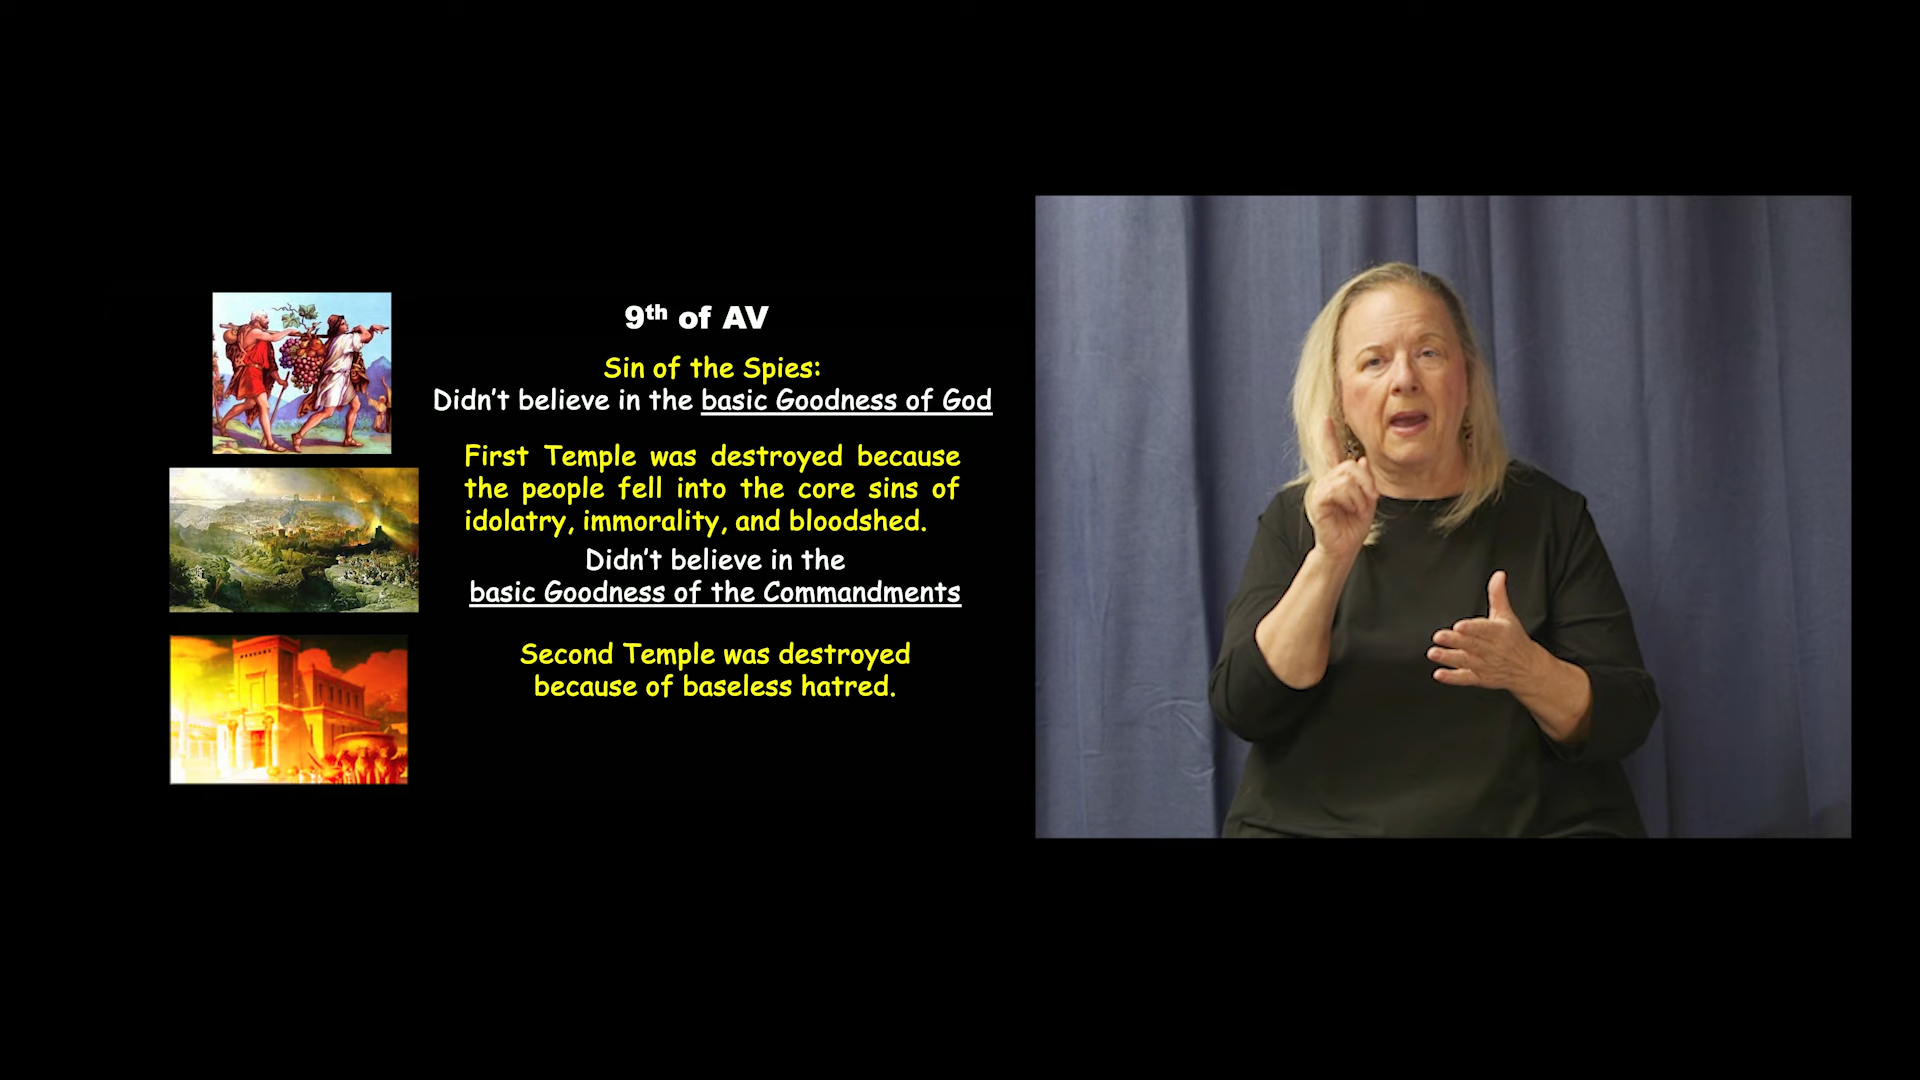 9th of AV
Sin of the Spies:
Didn't believe in the basic Goodness of God
First Temple was destroyed because
the people fell into the core sins of
idolatry, immorality, and bloodshed.
Didn't believe in the
basic Goodness of the Commandments
Second Temple was destroyed
because of baseless hatred.